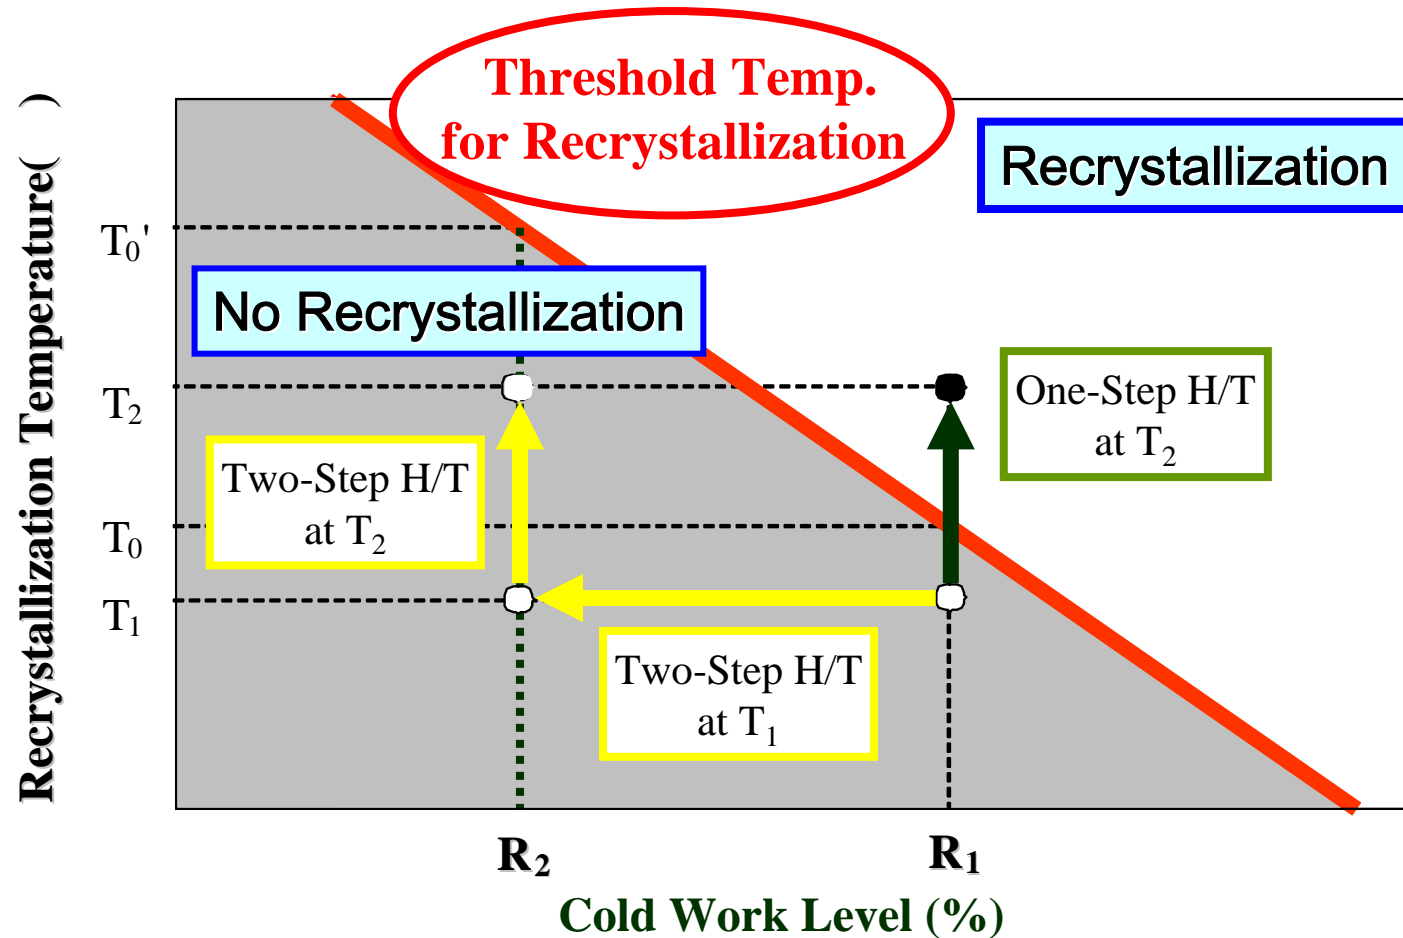 Threshold Temp.
for Recrystallization
Recrystallization
Recrystallization Temperature( )
T₀'
No Recrystallization
T₂
One-Step H/T
at T₂
Two-Step H/T
at T₂
T₀
T₁
Two-Step H/T
at T₁
R₂
R₁
Cold Work Level (%)